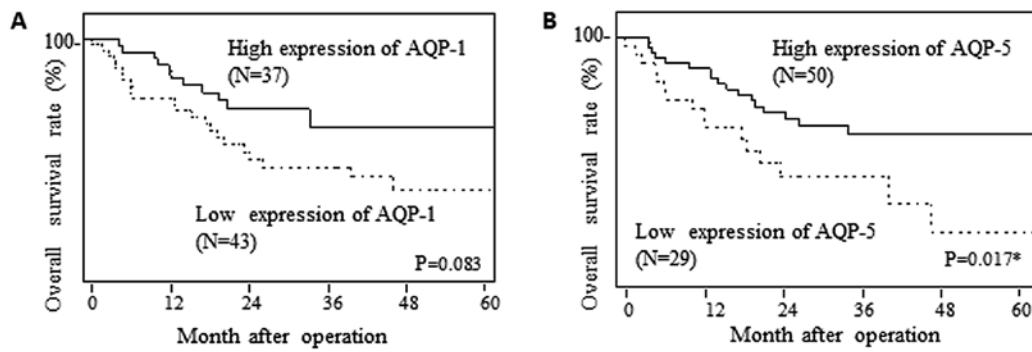 A
Overall survival rate (%)
100
High expression of AQP-1
(N=37)
Low expression of AQP-1
(N=43)
P=0.083
0 12 24 36 48 60
Month after operation
B
Overall survival rate (%)
100
High expression of AQP-5
(N=50)
Low expression of AQP-5
(N=29)
P=0.017*
0 12 24 36 48 60
Month after operation